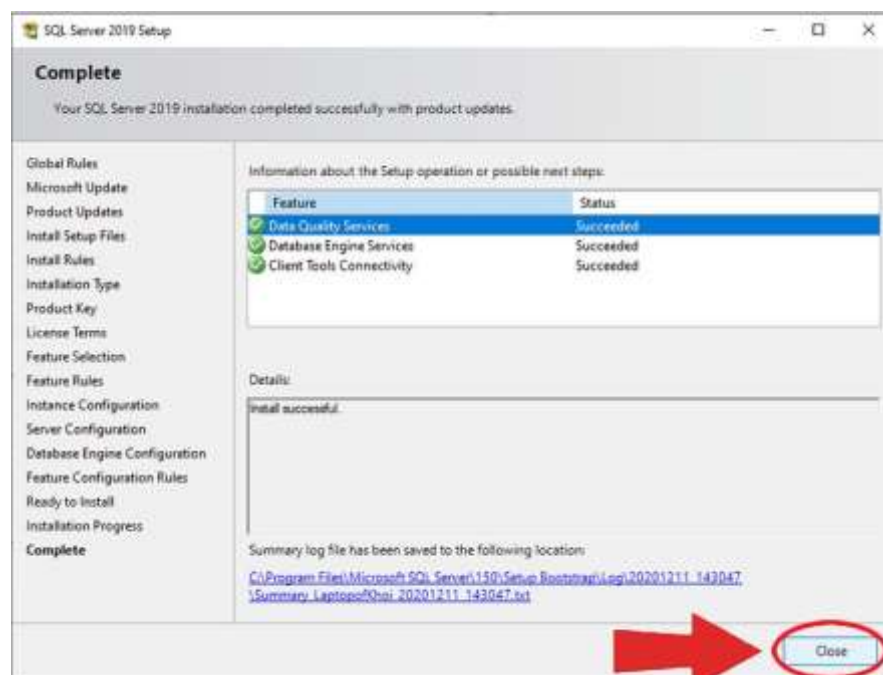 SQL Server 2019 Setup
Complete
Your SQL Server 2019 installation completed successfully with product updates.
Global Rules
Microsoft Update
Product Updates
Install Setup Files
Install Rules
Installation Type
Product Key
License Terms
Feature Selection
Feature Rules
Instance Configuration
Server Configuration
Database Engine Configuration
Feature Configuration Rules
Ready to Install
Installation Progress
Complete
Information about the Setup operation or possible next steps:
Feature Status
Data Quality Services Succeeded
Database Engine Services Succeeded
Client Tools Connectivity Succeeded
Details:
Install successful.
Summary log file has been saved to the following location:
C:\Program Files\Microsoft SQL Server\150\Setup Bootstrap\Log\20201211_143047
\Summary_LaptopofKhoi_20201211_143047.txt
Close